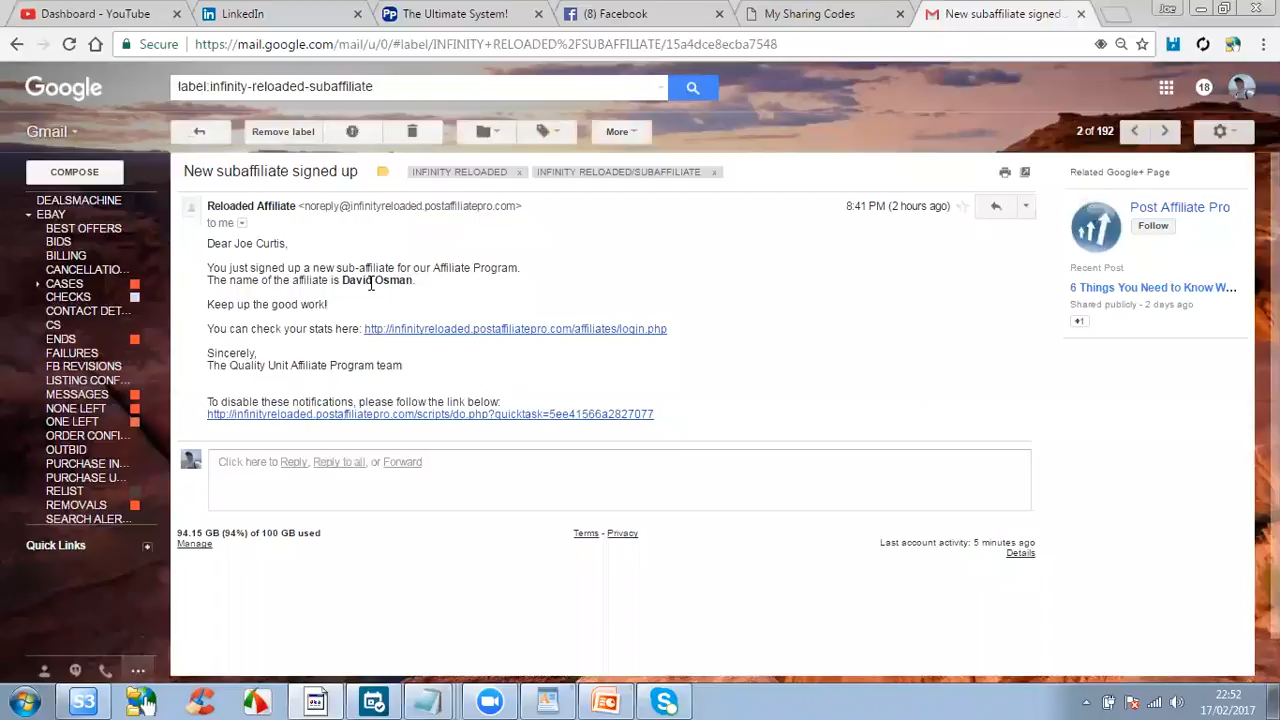 Dashboard - YouTube
LinkedIn
The Ultimate System!
(8) Facebook
My Sharing Codes
New subaffiliate signed
Joe
Secure
https://mail.google.com/mail/u/0/#label/INFINITY+RELOADED%2FSUBAFFILIATE/15a4dce8ecba7548
Google
label:infinity-reloaded-subaffiliate
18
Gmail
Remove label
More
2 of 192
COMPOSE
New subaffiliate signed up
INFINITY RELOADED x
INFINITY RELOADED/SUBAFFILIATE x
Related Google+ Page
DEALSMACHINE
EBAY
BEST OFFERS
BIDS
BILLING
CANCELLATIO...
CASES
CHECKS
CONTACT DET...
CS
ENDS
FAILURES
FB REVISIONS
LISTING CONF...
MESSAGES
NONE LEFT
ONE LEFT
ORDER CONFI...
OUTBID
PURCHASE IN...
PURCHASE U...
RELIST
REMOVALS
SEARCH ALER...
Quick Links
Reloaded Affiliate <noreply@infinityreloaded.postaffiliatepro.com>
8:41 PM (2 hours ago)
to me
Dear Joe Curtis,
You just signed up a new sub-affiliate for our Affiliate Program.
The name of the affiliate is David Osman.
Keep up the good work!
You can check your stats here: http://infinityreloaded.postaffiliatepro.com/affiliates/login.php
Sincerely,
The Quality Unit Affiliate Program team
To disable these notifications, please follow the link below:
http://infinityreloaded.postaffiliatepro.com/scripts/do.php?quicktask=5ee41566a2827077
Click here to Reply, Reply to all, or Forward
94.15 GB (94%) of 100 GB used
Manage
Terms - Privacy
Last account activity: 5 minutes ago
Details
Post Affiliate Pro
Follow
Recent Post
6 Things You Need to Know W...
Shared publicly - 2 days ago
+1
S3
22:52
17/02/2017